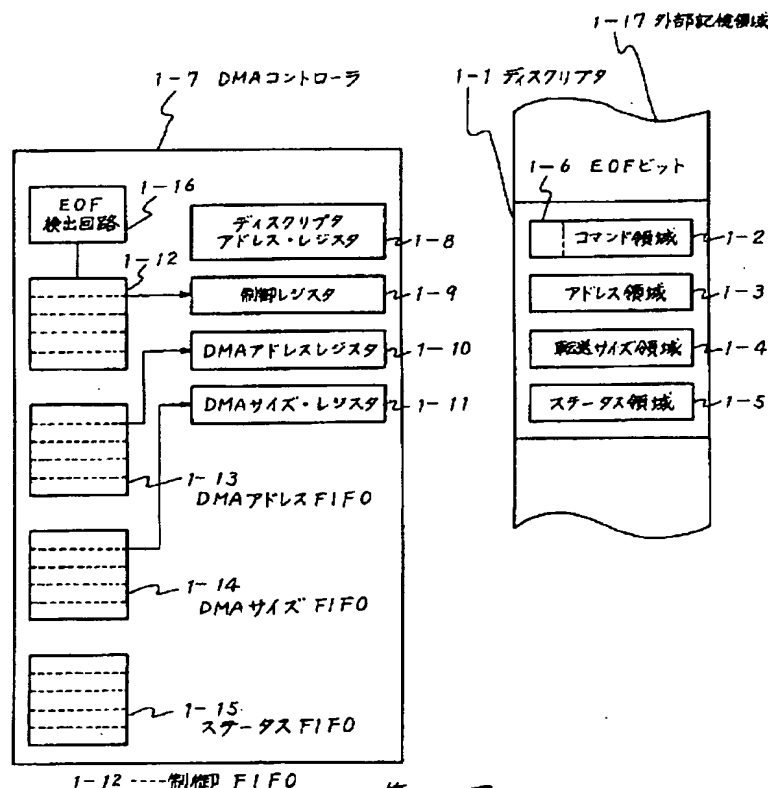 1-17 外部記憶領域
1-7 DMAコントローラ
1-1 ディスクリプタ
1-16
EOF
検出回路
1-6 EOFビット
ディスクリプタ
アドレス・レジスタ
1-8
コマンド領域
1-2
1-12
制御レジスタ
1-9
アドレス領域
1-3
DMAアドレスレジスタ
1-10
転送サイズ領域
1-4
DMAサイズ・レジスタ
1-11
ステータス領域
1-5
1-13
DMAアドレスFIFO
1-14
DMAサイズ FIFO
1-15
ステータス FIFO
1-12 ----制御 FIFO